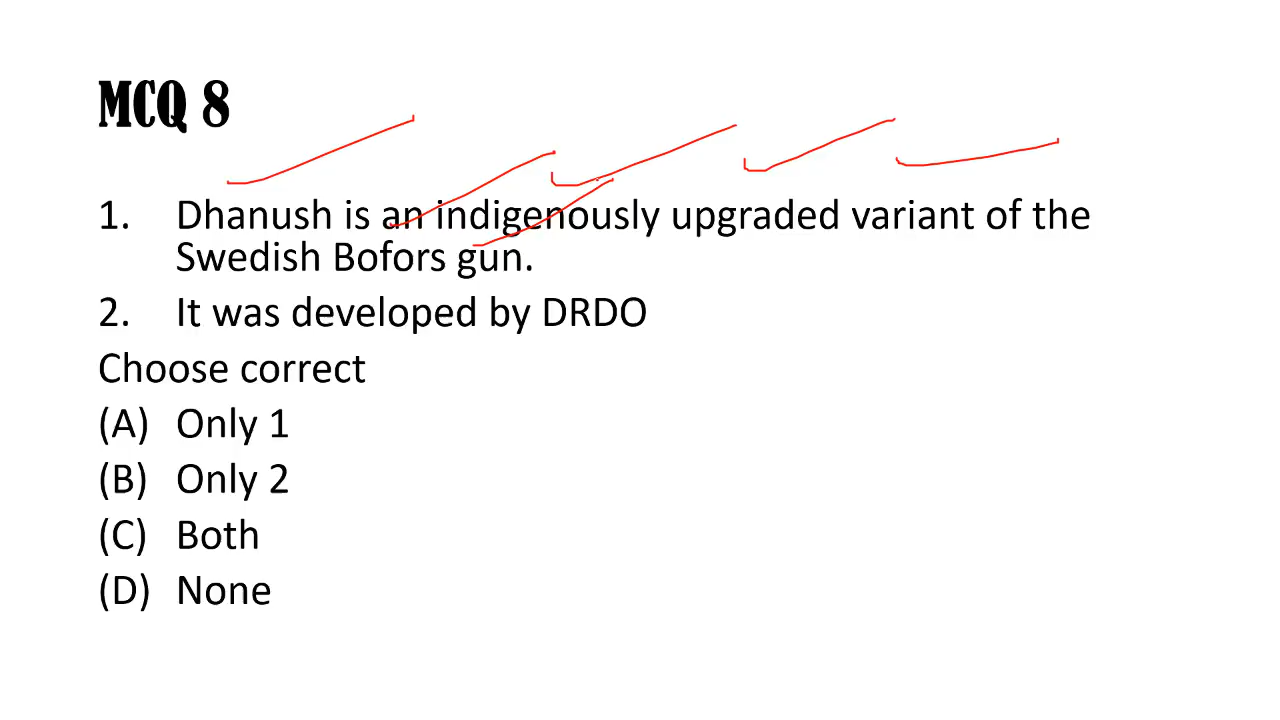 MCQ 8
1. Dhanush is an indigenously upgraded variant of the
Swedish Bofors gun.
2. It was developed by DRDO
Choose correct
(A) Only 1
(B) Only 2
(C) Both
(D) None